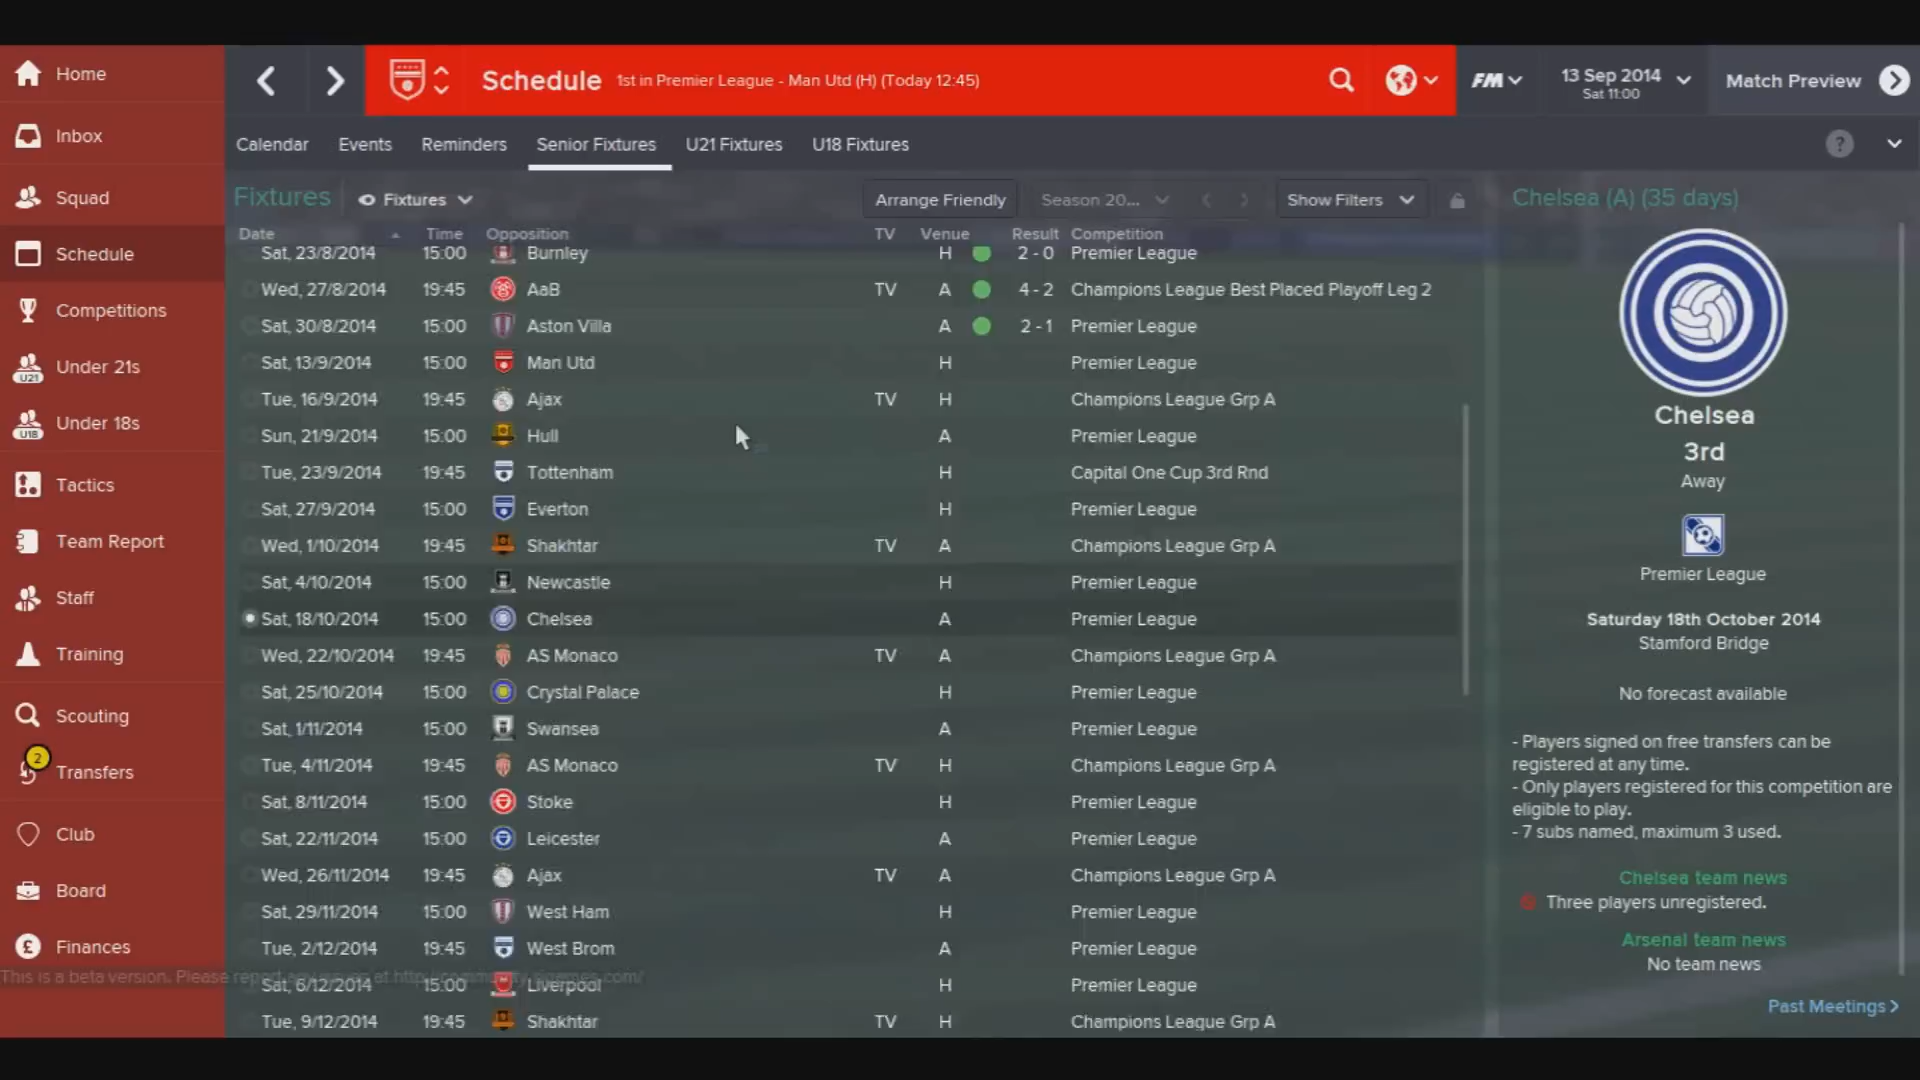 Home
Inbox
Squad
Schedule
Competitions
U21
Under 21s
U18
Under 18s
Tactics
Team Report
Staff
Training
Scouting
2
Transfers
Club
Board
Finances
Schedule 1st in Premier League - Man Utd (H) (Today 12:45)
FM
13 Sep 2014
Sat 11:00
Match Preview
Calendar Events Reminders Senior Fixtures U21 Fixtures U18 Fixtures
?
Fixtures Fixtures Arrange Friendly Season 20... Show Filters
Date Time Opposition TV Venue Result Competition
Sat, 23/8/2014 15:00 Burnley H 2 - 0 Premier League
Wed, 27/8/2014 19:45 AaB TV A 4 - 2 Champions League Best Placed Playoff Leg 2
Sat, 30/8/2014 15:00 Aston Villa A 2 - 1 Premier League
Sat, 13/9/2014 15:00 Man Utd H Premier League
Tue, 16/9/2014 19:45 Ajax TV H Champions League Grp A
Sun, 21/9/2014 15:00 Hull A Premier League
Tue, 23/9/2014 19:45 Tottenham H Capital One Cup 3rd Rnd
Sat, 27/9/2014 15:00 Everton H Premier League
Wed, 1/10/2014 19:45 Shakhtar TV A Champions League Grp A
Sat, 4/10/2014 15:00 Newcastle H Premier League
Sat, 18/10/2014 15:00 Chelsea A Premier League
Wed, 22/10/2014 19:45 AS Monaco TV A Champions League Grp A
Sat, 25/10/2014 15:00 Crystal Palace H Premier League
Sat, 1/11/2014 15:00 Swansea A Premier League
Tue, 4/11/2014 19:45 AS Monaco TV H Champions League Grp A
Sat, 8/11/2014 15:00 Stoke H Premier League
Sat, 22/11/2014 15:00 Leicester A Premier League
Wed, 26/11/2014 19:45 Ajax TV A Champions League Grp A
Sat, 29/11/2014 15:00 West Ham H Premier League
Tue, 2/12/2014 19:45 West Brom A Premier League
This is a beta version. Please report any issues at http://community.sigames.com/
Sat, 6/12/2014 15:00 Liverpool H Premier League
Tue, 9/12/2014 19:45 Shakhtar TV H Champions League Grp A
Chelsea (A) (35 days)
Chelsea
3rd
Away
Premier League
Saturday 18th October 2014
Stamford Bridge
No forecast available
- Players signed on free transfers can be
registered at any time.
- Only players registered for this competition are
eligible to play.
- 7 subs named, maximum 3 used.
Chelsea team news
Three players unregistered.
Arsenal team news
No team news
Past Meetings